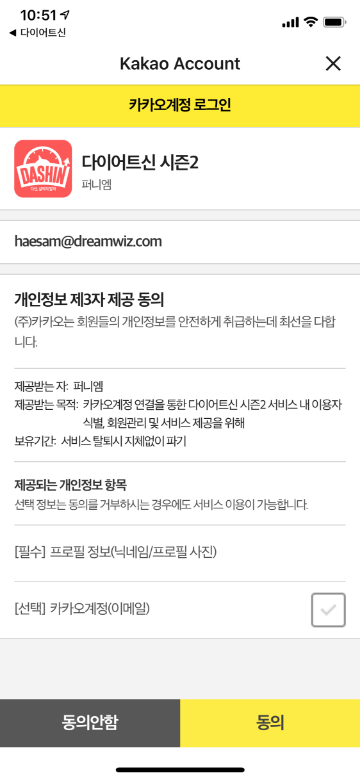 10:51
◀ 다이어트신
Kakao Account
카카오계정 로그인
DASHIN
다이어트신 시즌2
퍼니엠
haesam@dreamwiz.com
개인정보 제3자 제공 동의
(주)카카오는 회원들의 개인정보를 안전하게 취급하는데 최선을 다합
니다.
제공받는 자: 퍼니엠
제공받는 목적: 카카오계정 연결을 통한 다이어트신 시즌2 서비스 내 이용자
식별, 회원관리 및 서비스 제공을 위해
보유기간: 서비스 탈퇴시 지체없이 파기
제공되는 개인정보 항목
선택 정보는 동의를 거부하시는 경우에도 서비스 이용이 가능합니다.
[필수] 프로필 정보(닉네임/프로필 사진)
[선택] 카카오계정(이메일)
동의안함
동의